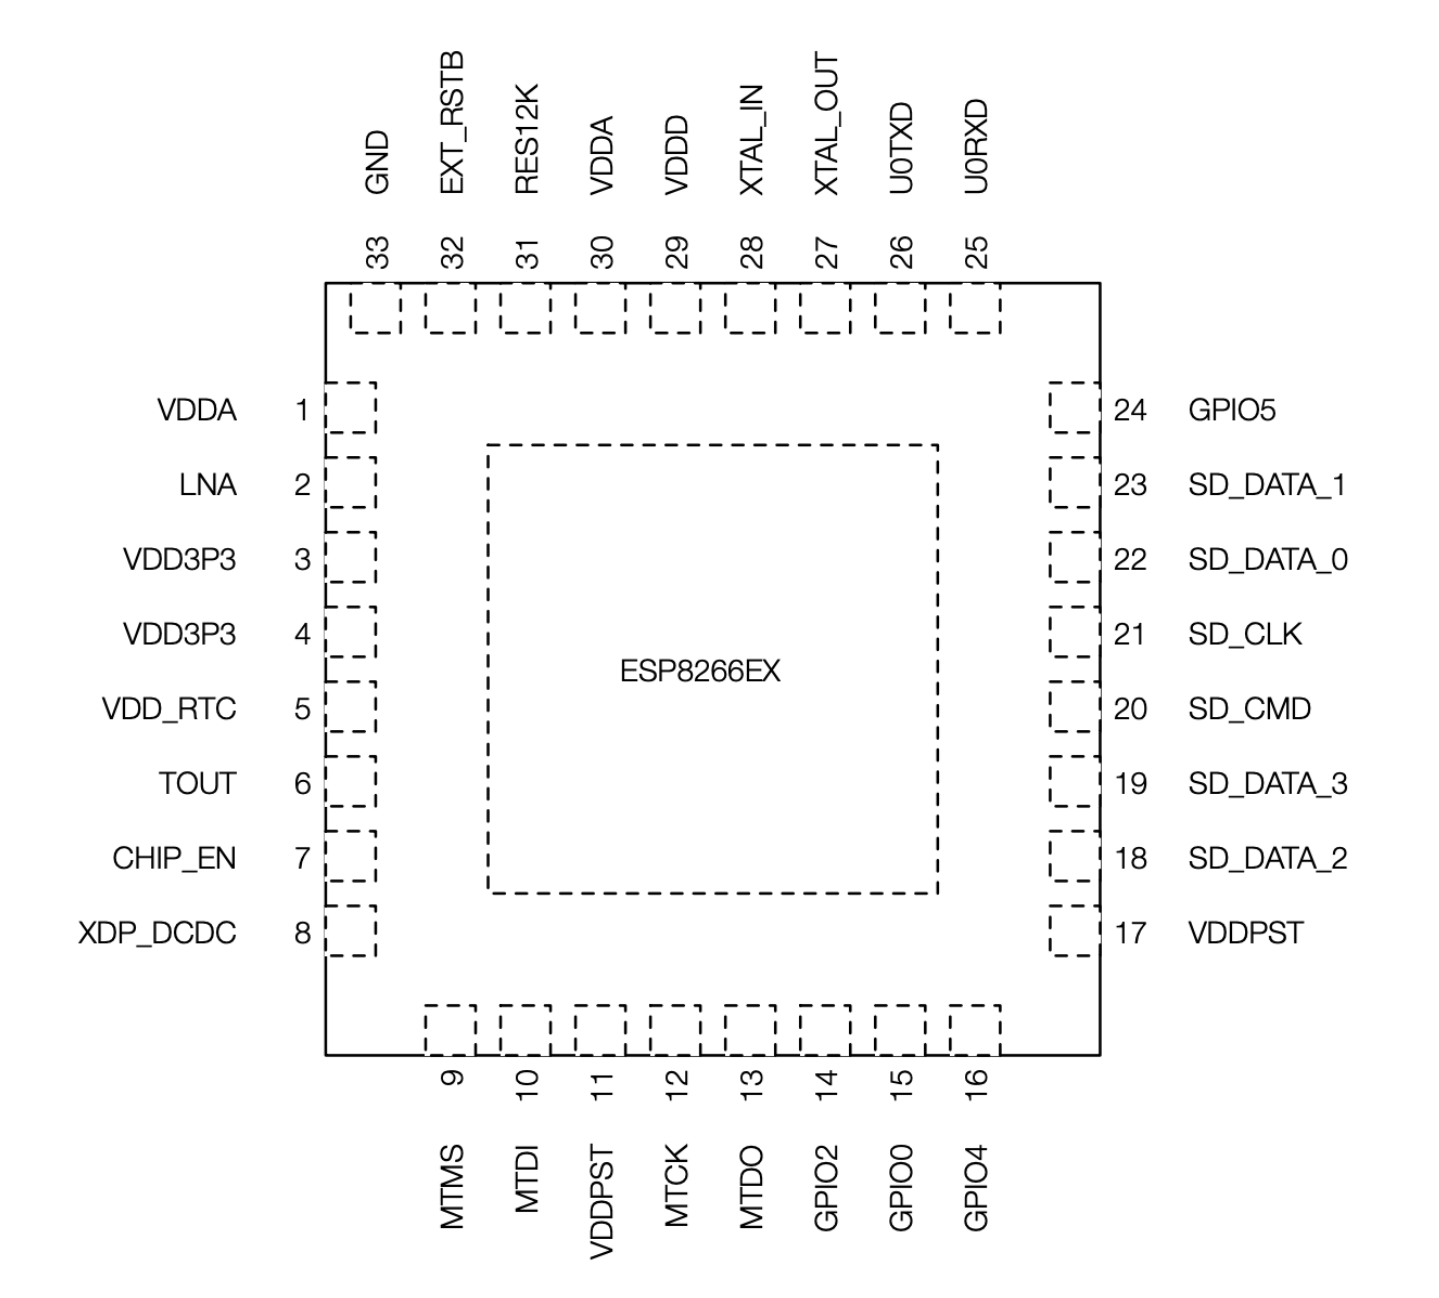 GND
EXT_RSTB
RES12K
VDDA
VDDD
XTAL_IN
XTAL_OUT
U0TXD
U0RXD
33
32
31
30
29
28
27
26
25
VDDA 1
24 GPIO5
LNA 2
23 SD_DATA_1
VDD3P3 3
22 SD_DATA_0
VDD3P3 4
21 SD_CLK
ESP8266EX
VDD_RTC 5
20 SD_CMD
TOUT 6
19 SD_DATA_3
CHIP_EN 7
18 SD_DATA_2
XDP_DCDC 8
17 VDDPST
9
10
11
12
13
14
15
16
MTMS
MTDI
VDDPST
MTCK
MTDO
GPIO2
GPIO0
GPIO4